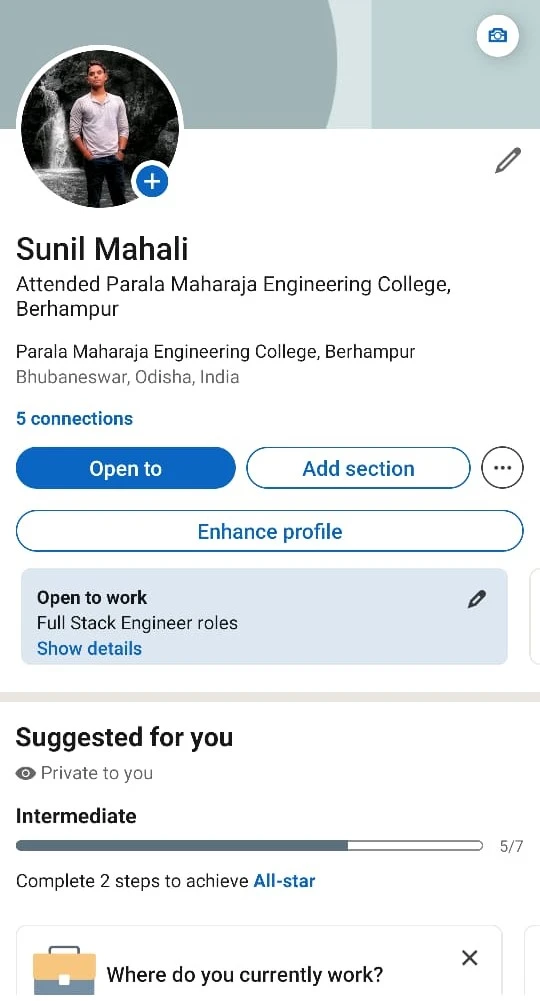 Sunil Mahali
Attended Parala Maharaja Engineering College,
Berhampur
Parala Maharaja Engineering College, Berhampur
Bhubaneswar, Odisha, India
5 connections
Open to
Add section
Enhance profile
Open to work
Full Stack Engineer roles
Show details
Suggested for you
Private to you
Intermediate
5/7
Complete 2 steps to achieve All-star
Where do you currently work?